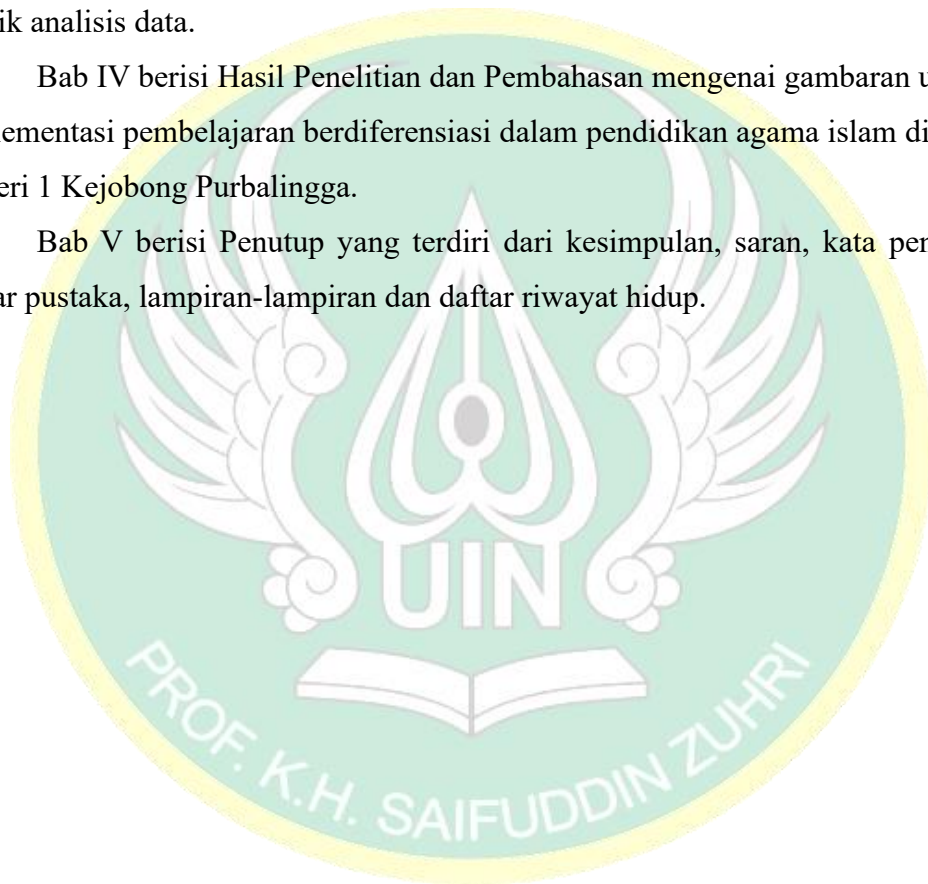 ik analisis data.
Bab IV berisi Hasil Penelitian dan Pembahasan mengenai gambaran u
lementasi pembelajaran berdiferensiasi dalam pendidikan agama islam di
eri 1 Kejobong Purbalingga.
Bab V berisi Penutup yang terdiri dari kesimpulan, saran, kata pen
ar pustaka, lampiran-lampiran dan daftar riwayat hidup.
UIN
PROF. K.H. SAIFUDDIN ZUHRI